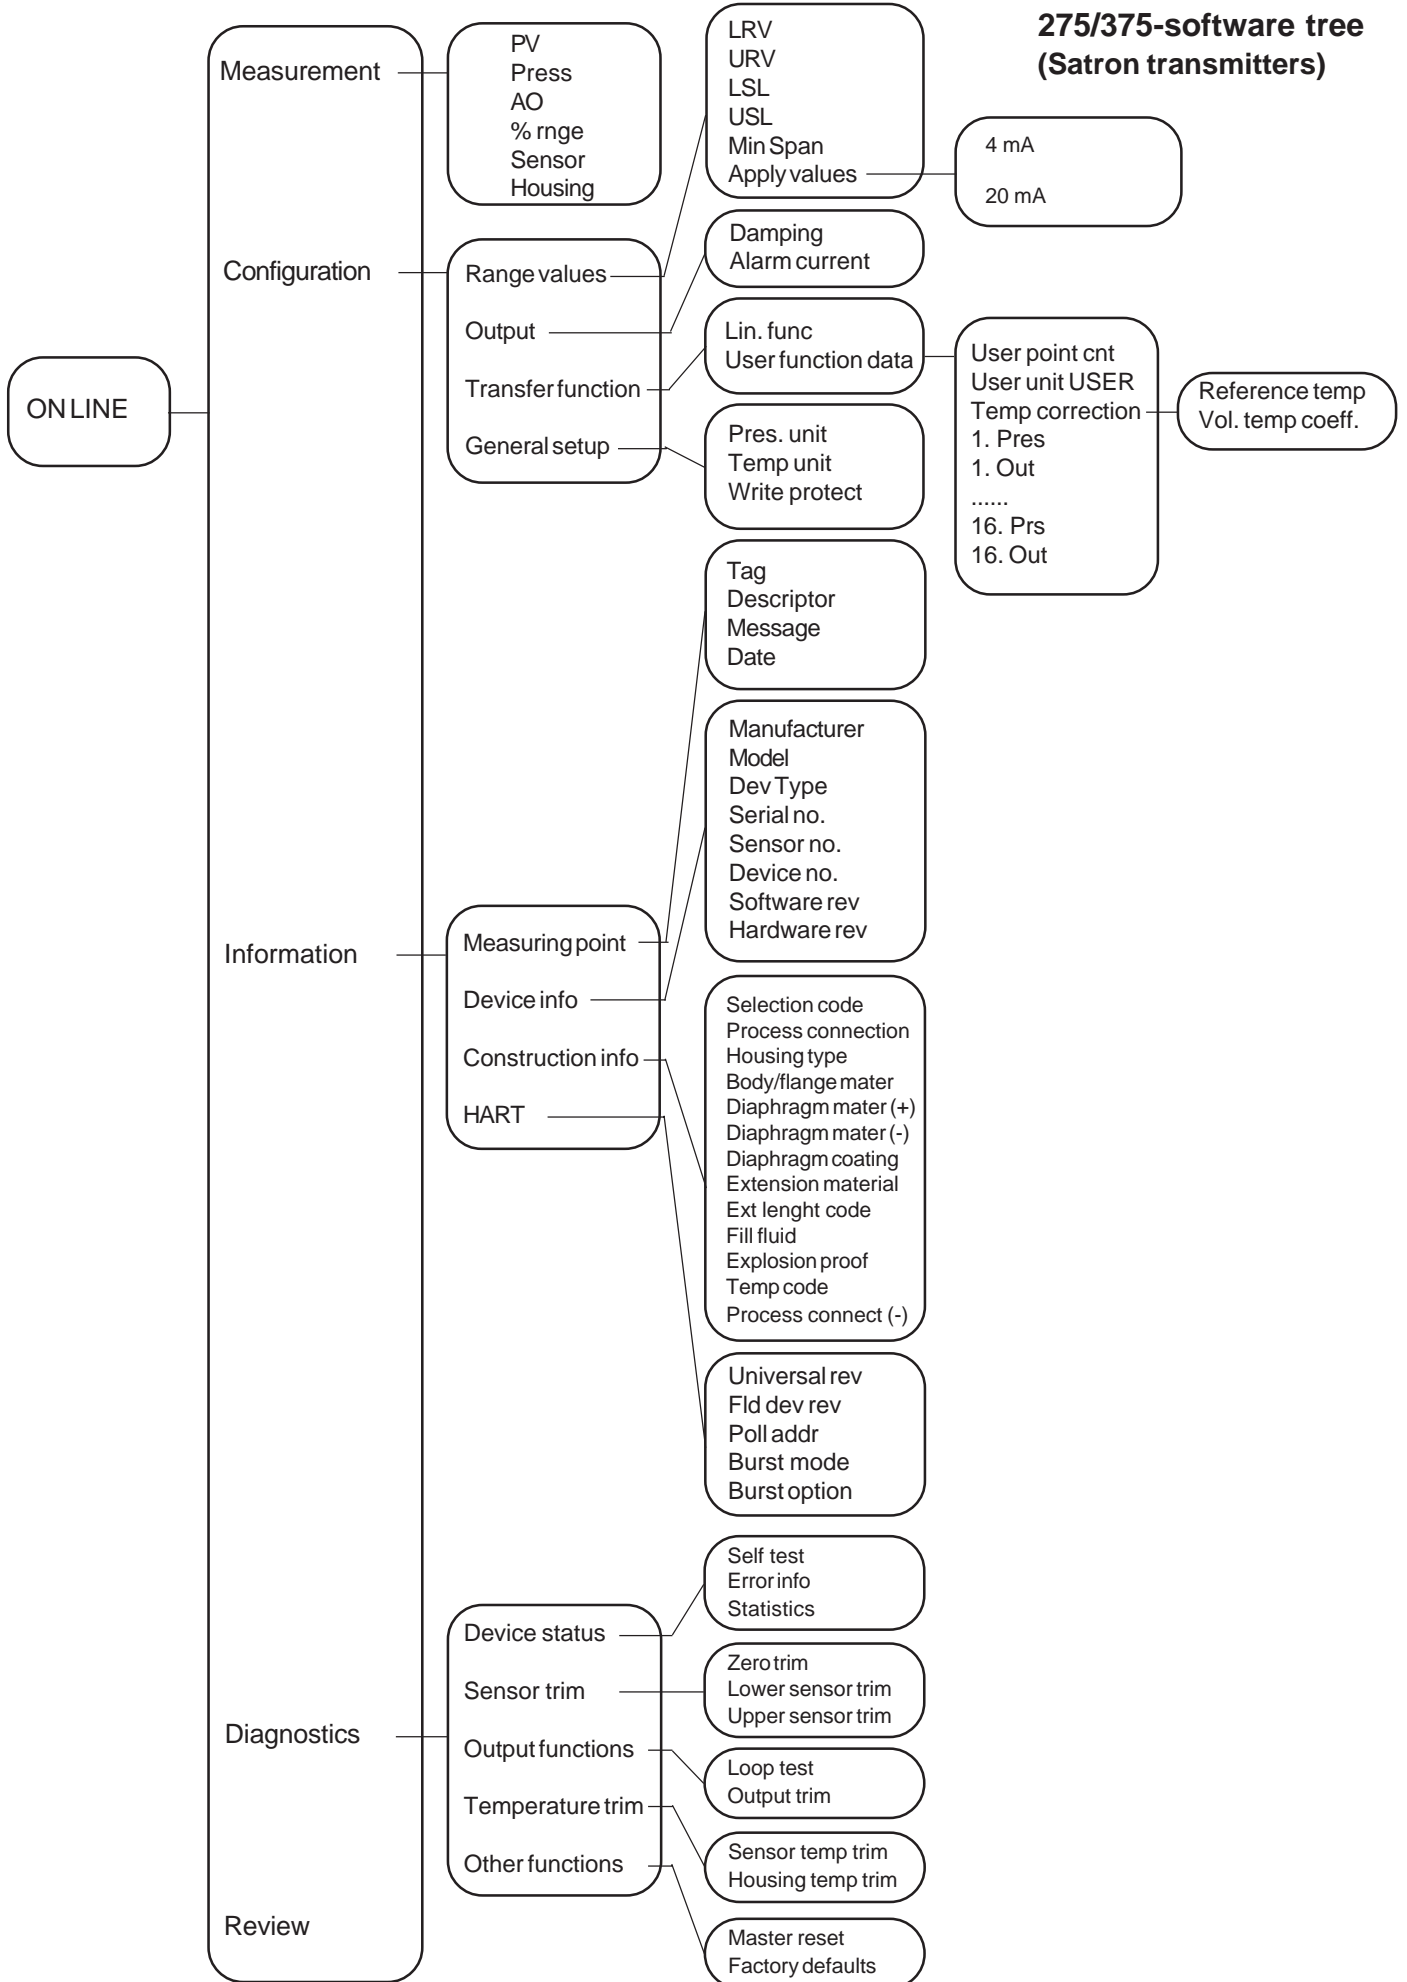 275/375-software tree
(Satron transmitters)
ON LINE
Measurement
Configuration
Information
Diagnostics
Review
PV
Press
AO
% rnge
Sensor
Housing
Range values
Output
Transfer function
General setup
LRV
URV
LSL
USL
Min Span
Apply values
4 mA
20 mA
Damping
Alarm current
Lin. func
User function data
User point cnt
User unit USER
Temp correction
1. Pres
1. Out
......
16. Prs
16. Out
Reference temp
Vol. temp coeff.
Pres. unit
Temp unit
Write protect
Measuring point
Device info
Construction info
HART
Tag
Descriptor
Message
Date
Manufacturer
Model
Dev Type
Serial no.
Sensor no.
Device no.
Software rev
Hardware rev
Selection code
Process connection
Housing type
Body/flange mater
Diaphragm mater (+)
Diaphragm mater (-)
Diaphragm coating
Extension material
Ext lenght code
Fill fluid
Explosion proof
Temp code
Process connect (-)
Universal rev
Fld dev rev
Poll addr
Burst mode
Burst option
Device status
Sensor trim
Output functions
Temperature trim
Other functions
Self test
Error info
Statistics
Zero trim
Lower sensor trim
Upper sensor trim
Loop test
Output trim
Sensor temp trim
Housing temp trim
Master reset
Factory defaults